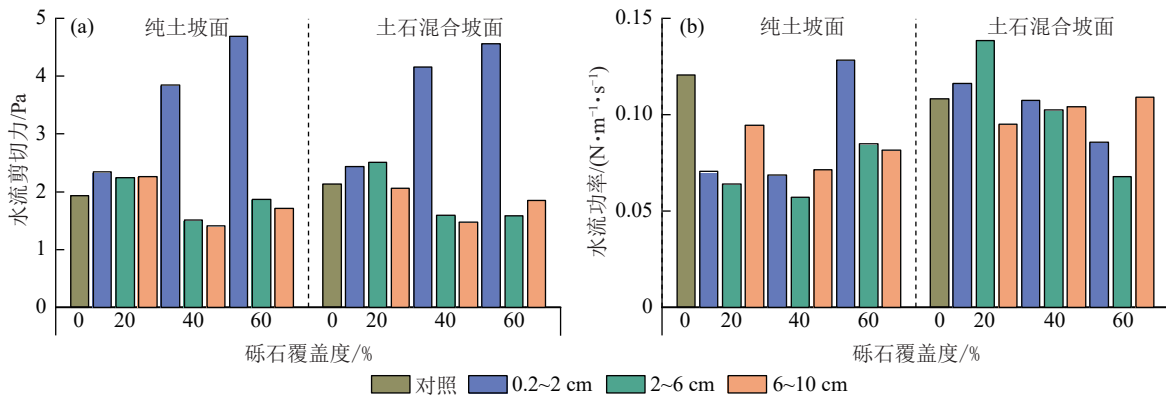 (a)
纯土坡面
土石混合坡面
5
4
3
2
1
0
水流剪切力/Pa
0 20 40 60 0 20 40 60
砾石覆盖度/%
(b)
纯土坡面
土石混合坡面
0.15
0.10
0.05
0
水流功率/(N·m⁻¹·s⁻¹)
0 20 40 60 0 20 40 60
砾石覆盖度/%
对照 0.2~2 cm 2~6 cm 6~10 cm